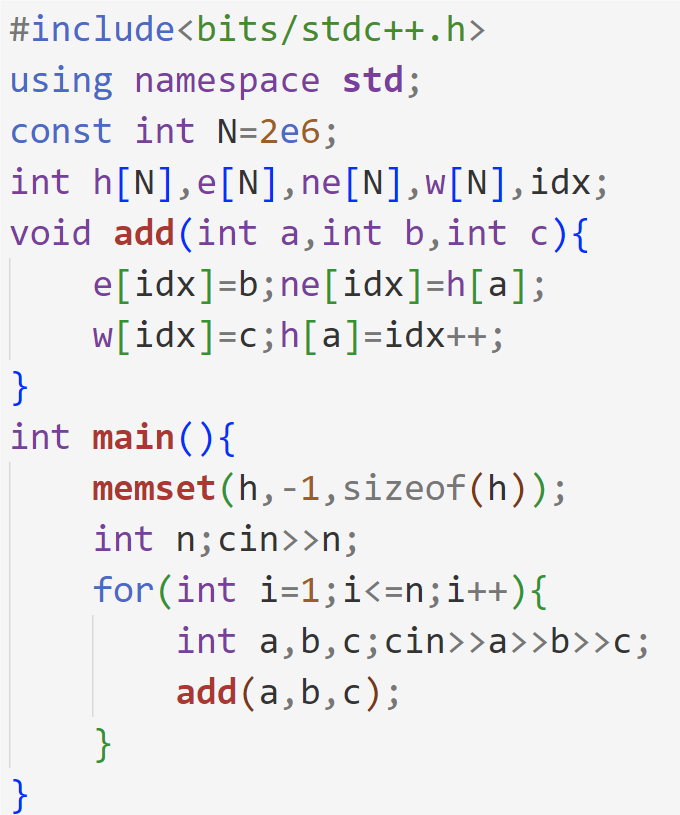 #include<bits/stdc++.h>
using namespace std;
const int N=2e6;
int h[N],e[N],ne[N],w[N],idx;
void add(int a,int b,int c){
    e[idx]=b;ne[idx]=h[a];
    w[idx]=c;h[a]=idx++;
}
int main(){
    memset(h,-1,sizeof(h));
    int n;cin>>n;
    for(int i=1;i<=n;i++){
        int a,b,c;cin>>a>>b>>c;
        add(a,b,c);
    }
}